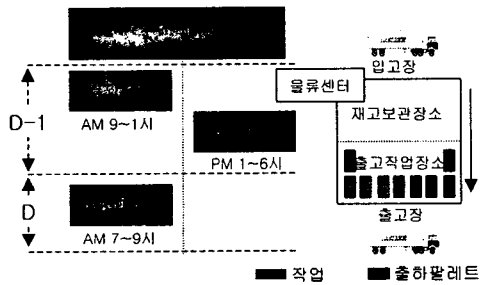 입고장
물류센터
D-1
AM 9~1시
재고보관장소
PM 1~6시
출고작업장소
D
AM 7~9시
출고장
작업
출하팔레트